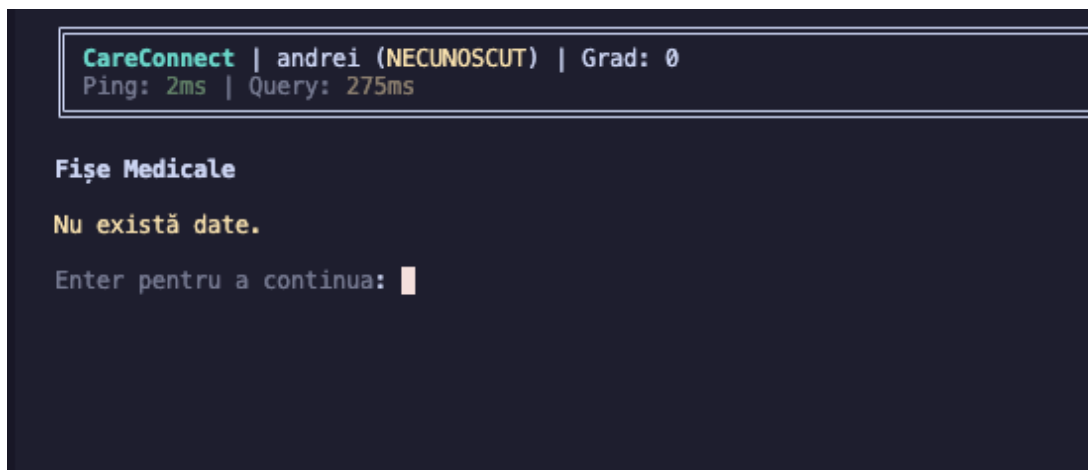 CareConnect | andrei (NECUNOSCUT) | Grad: 0
Ping: 2ms | Query: 275ms
Fișe Medicale
Nu există date.
Enter pentru a continua: